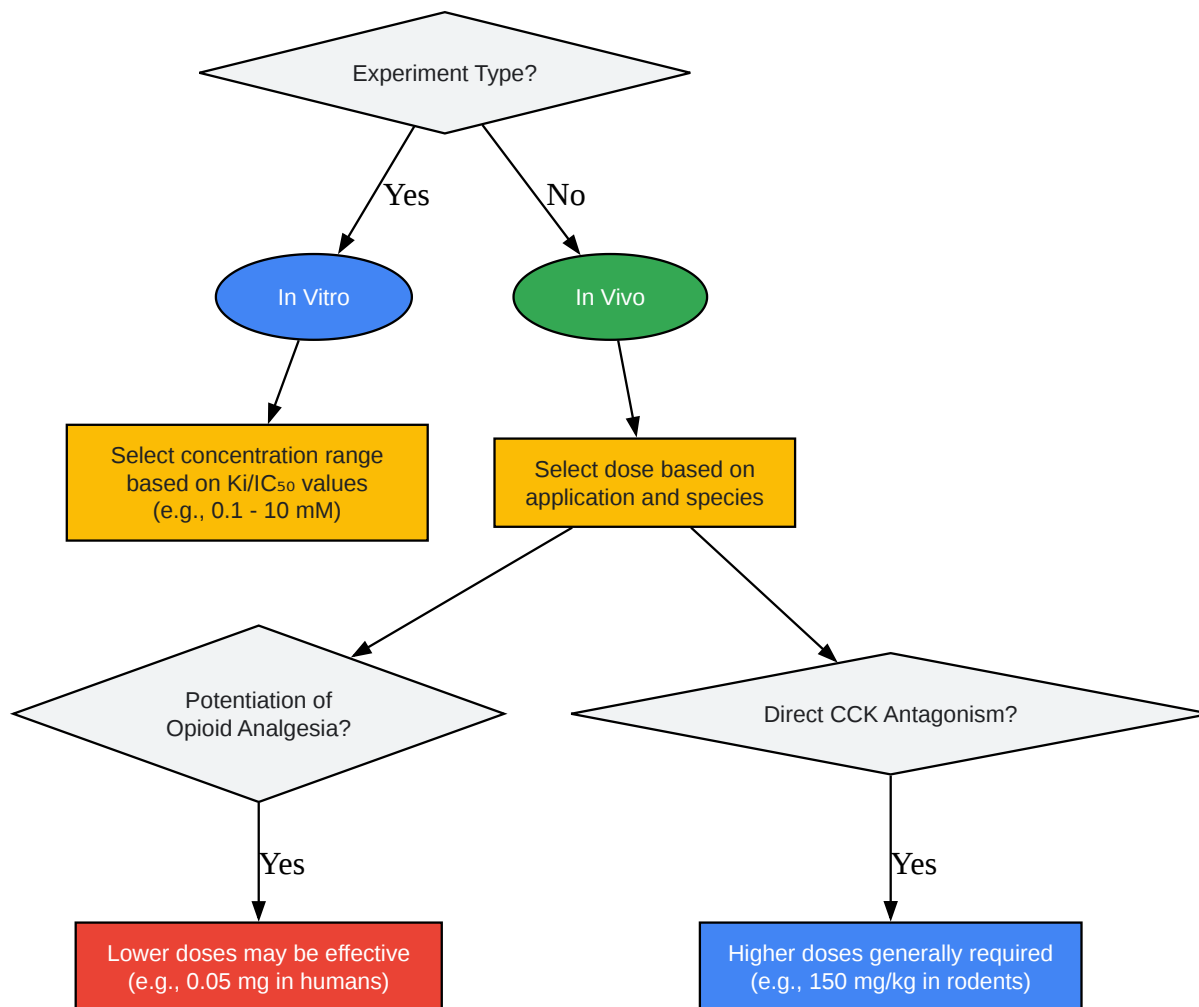 Experiment Type?
Yes
No
In Vitro
In Vivo
Select concentration range
based on Ki/IC₅₀ values
(e.g., 0.1 - 10 mM)
Select dose based on
application and species
Potentiation of
Opioid Analgesia?
Direct CCK Antagonism?
Yes
Yes
Lower doses may be effective
(e.g., 0.05 mg in humans)
Higher doses generally required
(e.g., 150 mg/kg in rodents)